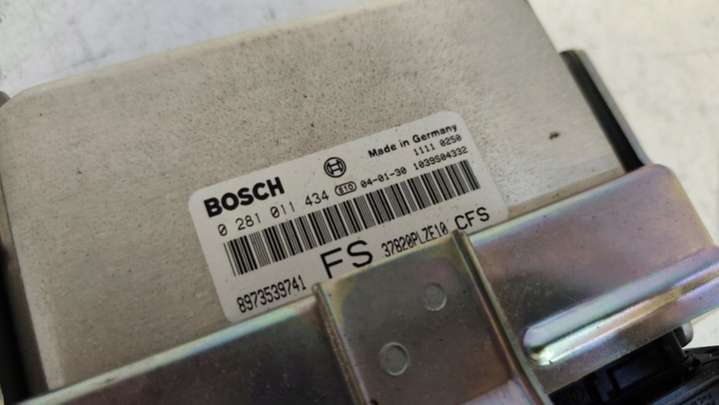 BOSCH
Made in Germany
1111 0250
0 281 011 434 04-01-30 1039S04332
8973539741 FS 37820PLZE10 CFS